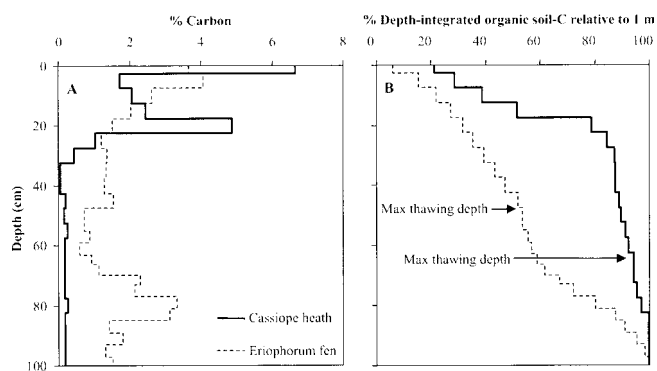 % Carbon
0 2 4 6 8
% Depth-integrated organic soil-C relative to 1 m
0 20 40 60 80 100
Depth (cm)
0
20
40
60
80
100
A
B
Max thawing depth
Max thawing depth
Cassiope heath
Eriophorum fen